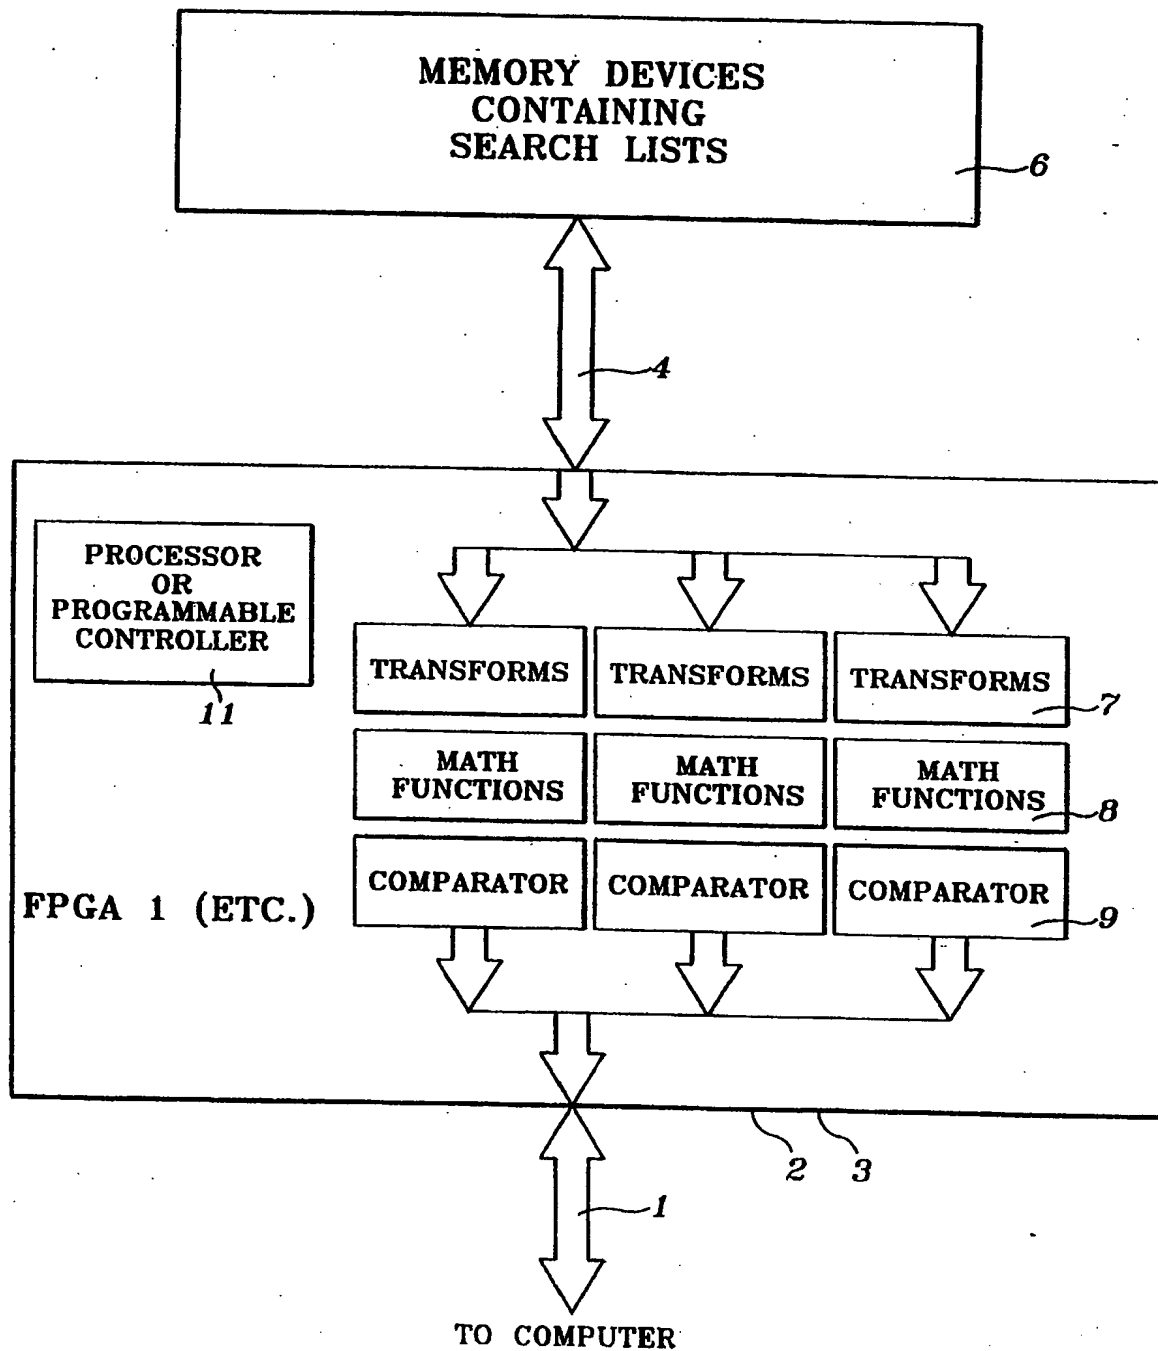 MEMORY DEVICES
CONTAINING
SEARCH LISTS
6
4
PROCESSOR
OR
PROGRAMMABLE
CONTROLLER
11
TRANSFORMS TRANSFORMS TRANSFORMS
7
MATH
FUNCTIONS
MATH
FUNCTIONS
MATH
FUNCTIONS
8
FPGA 1 (ETC.)
COMPARATOR COMPARATOR COMPARATOR
9
2 3
1
TO COMPUTER